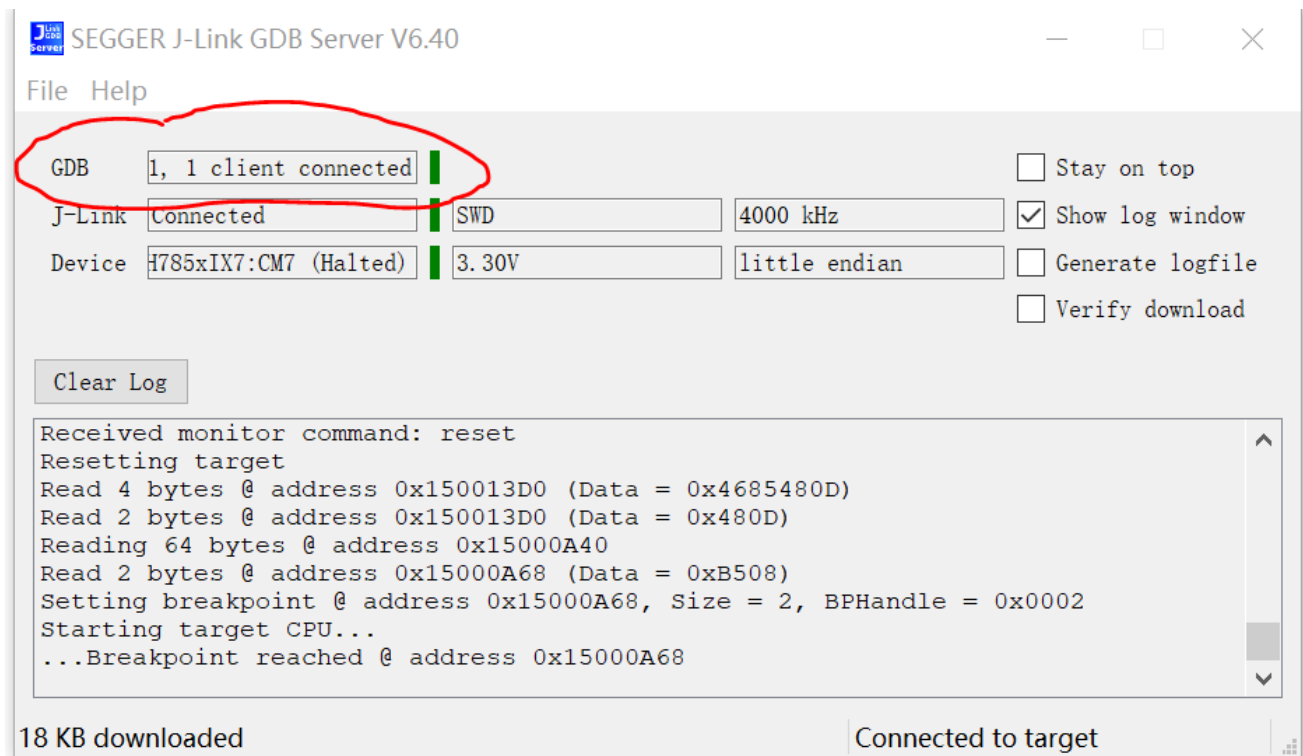 SEGGER J-Link GDB Server V6.40
File Help
GDB 1, 1 client connected Stay on top
J-Link Connected SWD 4000 kHz Show log window
Device H785xIX7:CM7 (Halted) 3.30V little endian Generate logfile
Verify download
Clear Log
Received monitor command: reset
Resetting target
Read 4 bytes @ address 0x150013D0 (Data = 0x4685480D)
Read 2 bytes @ address 0x150013D0 (Data = 0x480D)
Reading 64 bytes @ address 0x15000A40
Read 2 bytes @ address 0x15000A68 (Data = 0xB508)
Setting breakpoint @ address 0x15000A68, Size = 2, BPHandle = 0x0002
Starting target CPU...
...Breakpoint reached @ address 0x15000A68
18 KB downloaded Connected to target